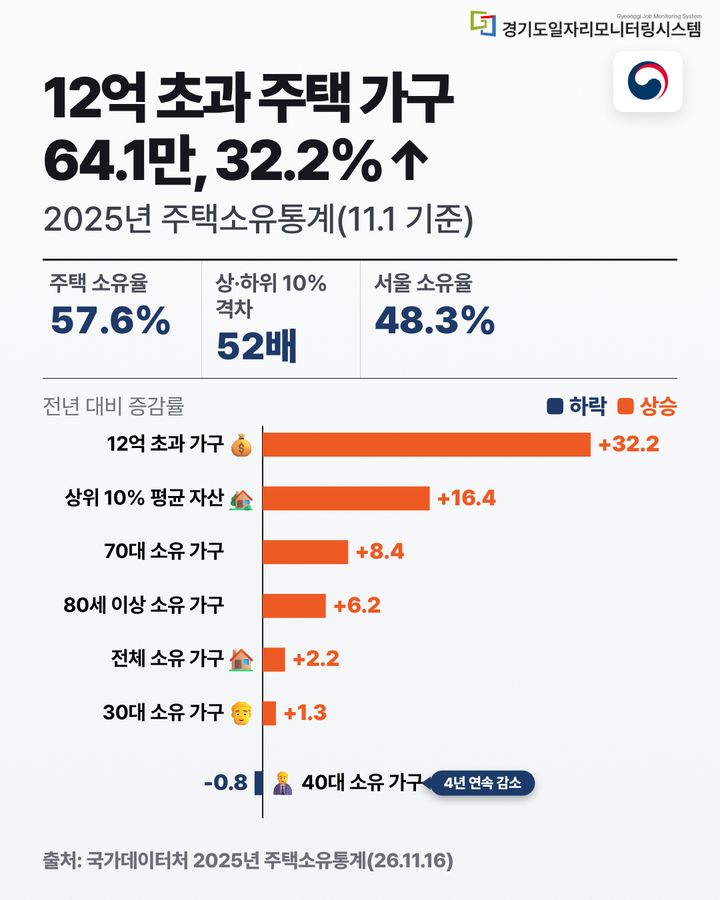 Gyeonggi Job Monitoring System
경기도일자리모니터링시스템
12억 초과 주택 가구
64.1만, 32.2%↑
2025년 주택소유통계(11.1 기준)
주택 소유율
57.6%
상·하위 10%
격차
52배
서울 소유율
48.3%
전년 대비 증감률
하락 상승
12억 초과 가구 +32.2
상위 10% 평균 자산 +16.4
70대 소유 가구 +8.4
80세 이상 소유 가구 +6.2
전체 소유 가구 +2.2
30대 소유 가구 +1.3
-0.8 40대 소유 가구 4년 연속 감소
출처: 국가데이터처 2025년 주택소유통계(26.11.16)